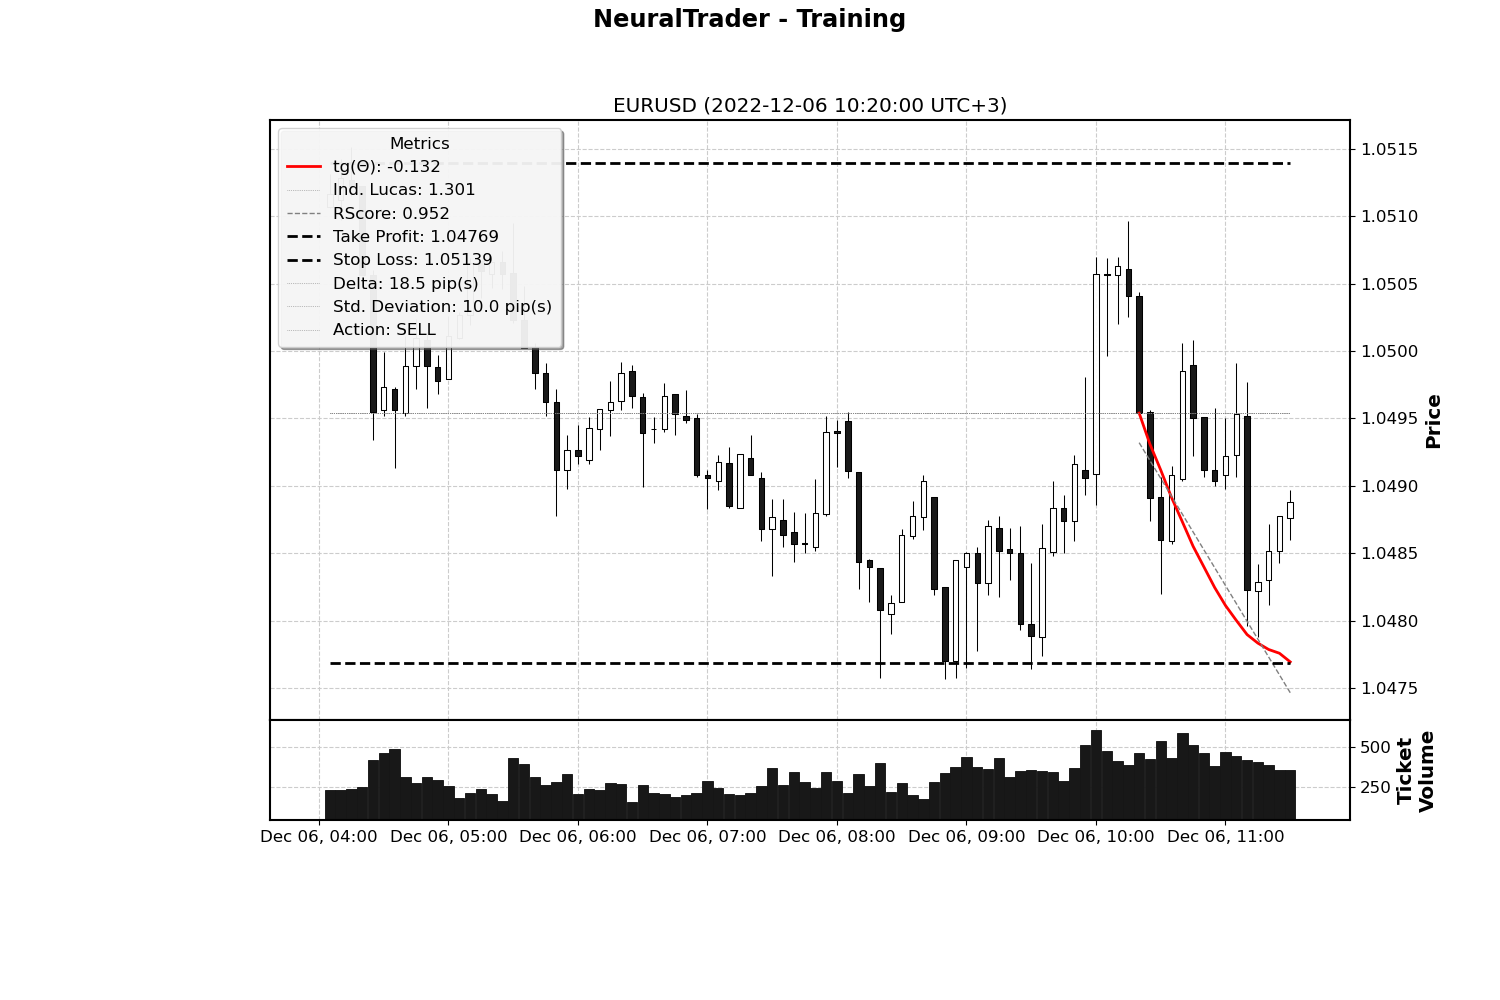 NeuralTrader - Training
EURUSD (2022-12-06 10:20:00 UTC+3)
Metrics
tg(Θ): -0.132
Ind. Lucas: 1.301
RScore: 0.952
Take Profit: 1.04769
Stop Loss: 1.05139
Delta: 18.5 pip(s)
Std. Deviation: 10.0 pip(s)
Action: SELL
1.0515
1.0510
1.0505
1.0500
1.0495
1.0490
1.0485
1.0480
1.0475
Price
500
250
Ticket
Volume
Dec 06, 04:00 Dec 06, 05:00 Dec 06, 06:00 Dec 06, 07:00 Dec 06, 08:00 Dec 06, 09:00 Dec 06, 10:00 Dec 06, 11:00